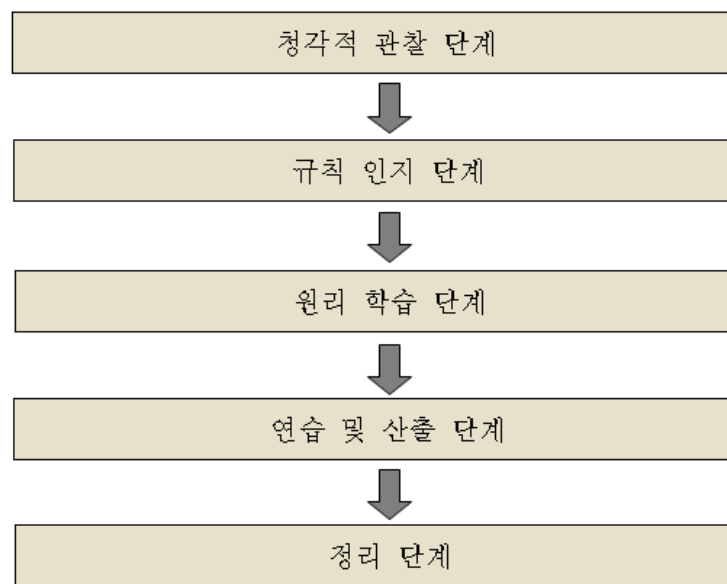 청각적 관찰 단계
규칙 인지 단계
원리 학습 단계
연습 및 산출 단계
정리 단계